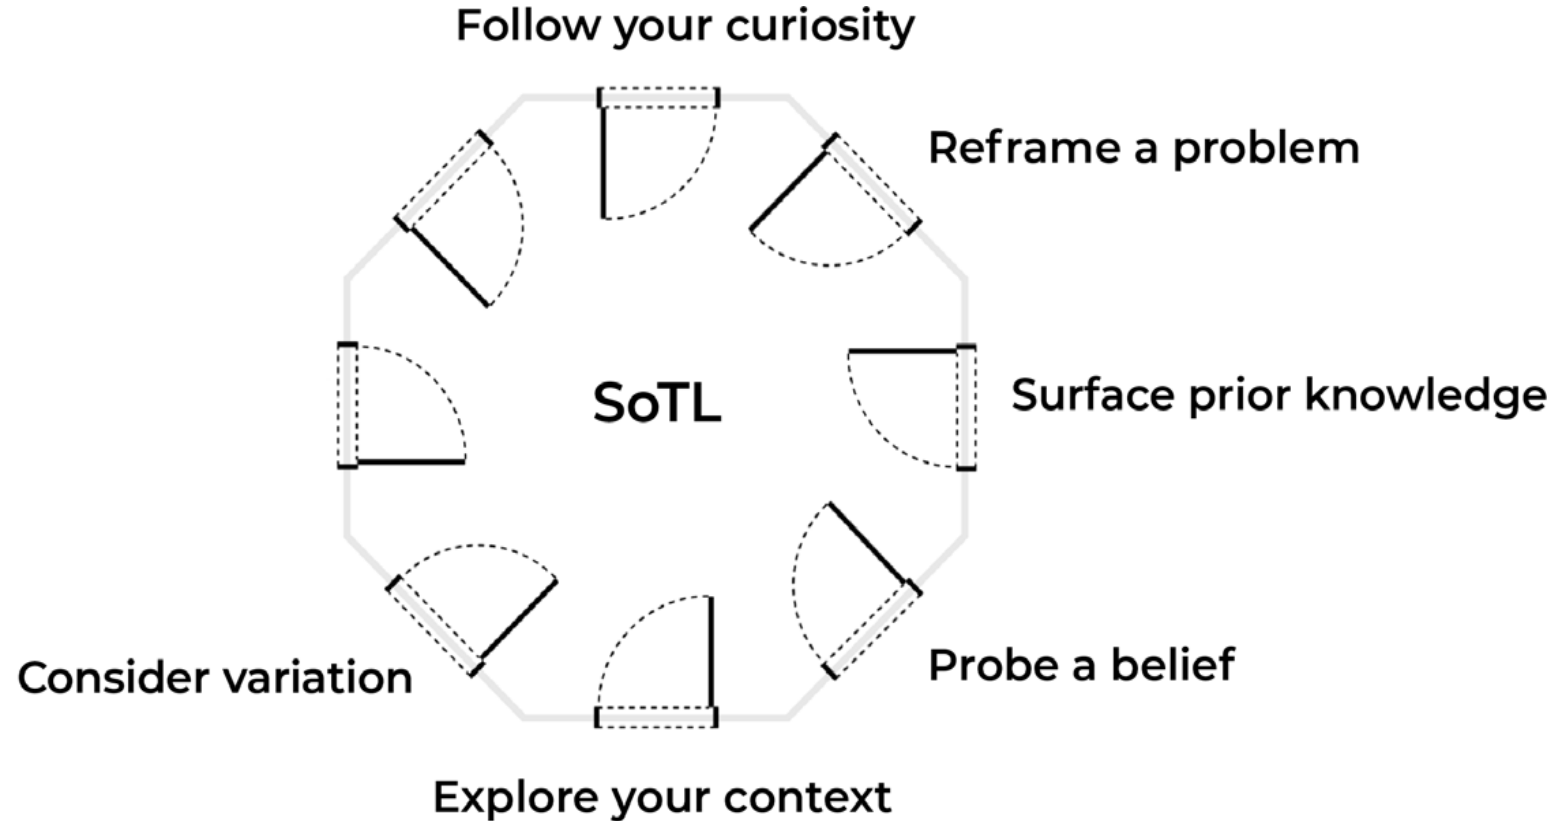 Follow your curiosity
Reframe a problem
SoTL
Surface prior knowledge
Probe a belief
Consider variation
Explore your context